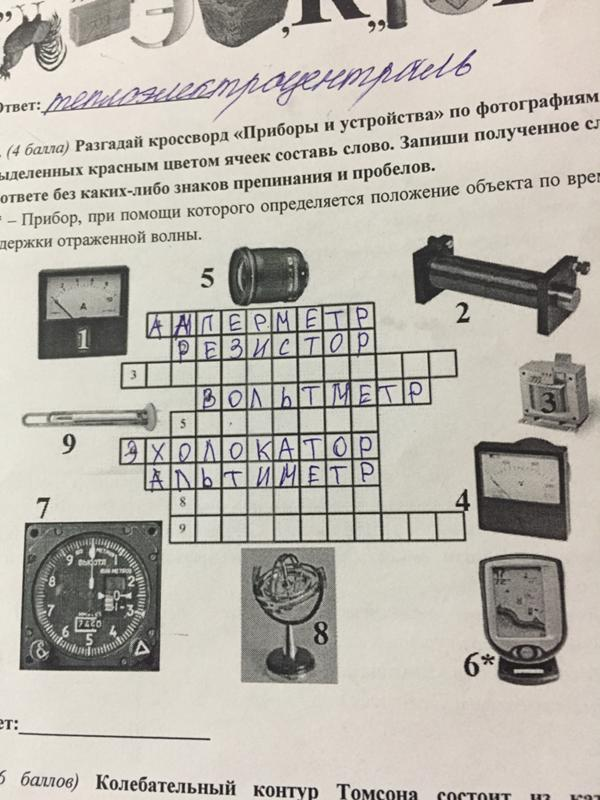 ответ: теплоэлектроцентраль
. (4 балла) Разгадай кроссворд «Приборы и устройства» по фотографиям
ыделенных красным цветом ячеек составь слово. Запиши полученное сл
ответе без каких-либо знаков препинания и пробелов.
* – Прибор, при помощи которого определяется положение объекта по врем
держки отраженной волны.
5
2
1
АМПЕРМЕТР
РЕЗИСТОР
3
3
ВОЛЬТМЕТР
9
5
ЭХОЛОКАТОР
АЛЬТИМЕТР
4
7
8
9
ВЫСОТА
8
6*
ет:
6 баллов) Колебательный контур Томсона состоит из кат